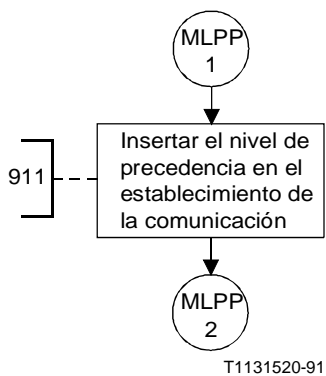 MLPP
1
911
Insertar el nivel de
precedencia en el
establecimiento de
la comunicación
MLPP
2
T1131520-91